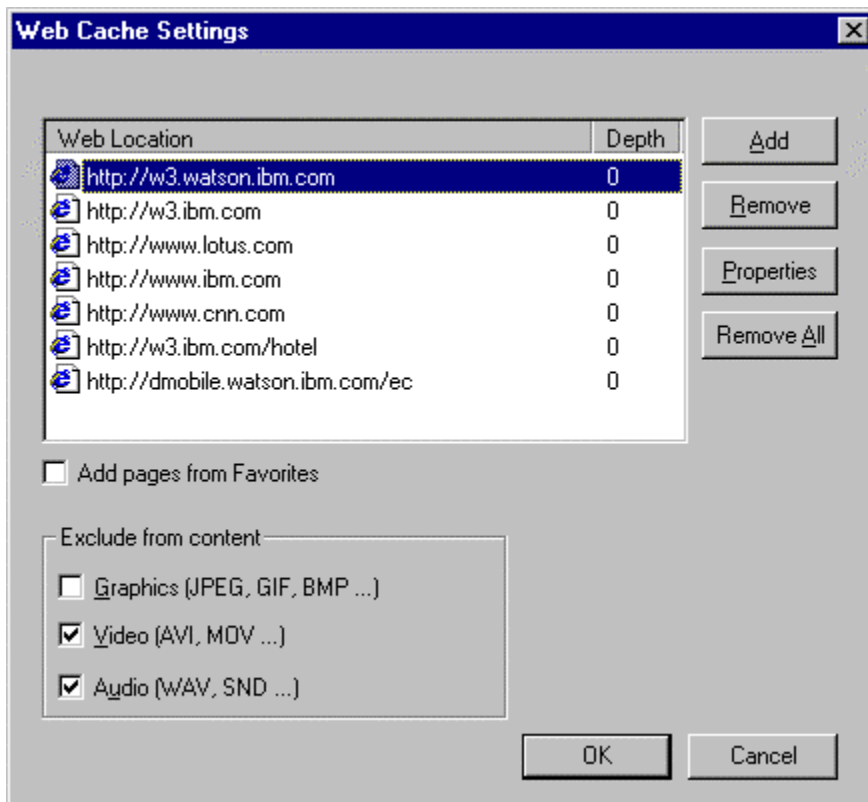 Web Cache Settings
Web Location Depth
http://w3.watson.ibm.com 0
http://w3.ibm.com 0
http://www.lotus.com 0
http://www.ibm.com 0
http://www.cnn.com 0
http://w3.ibm.com/hotel 0
http://dmobile.watson.ibm.com/ec 0
Add
Remove
Properties
Remove All
Add pages from Favorites
Exclude from content
Graphics (JPEG, GIF, BMP ...)
Video (AVI, MOV ...)
Audio (WAV, SND ...)
OK Cancel